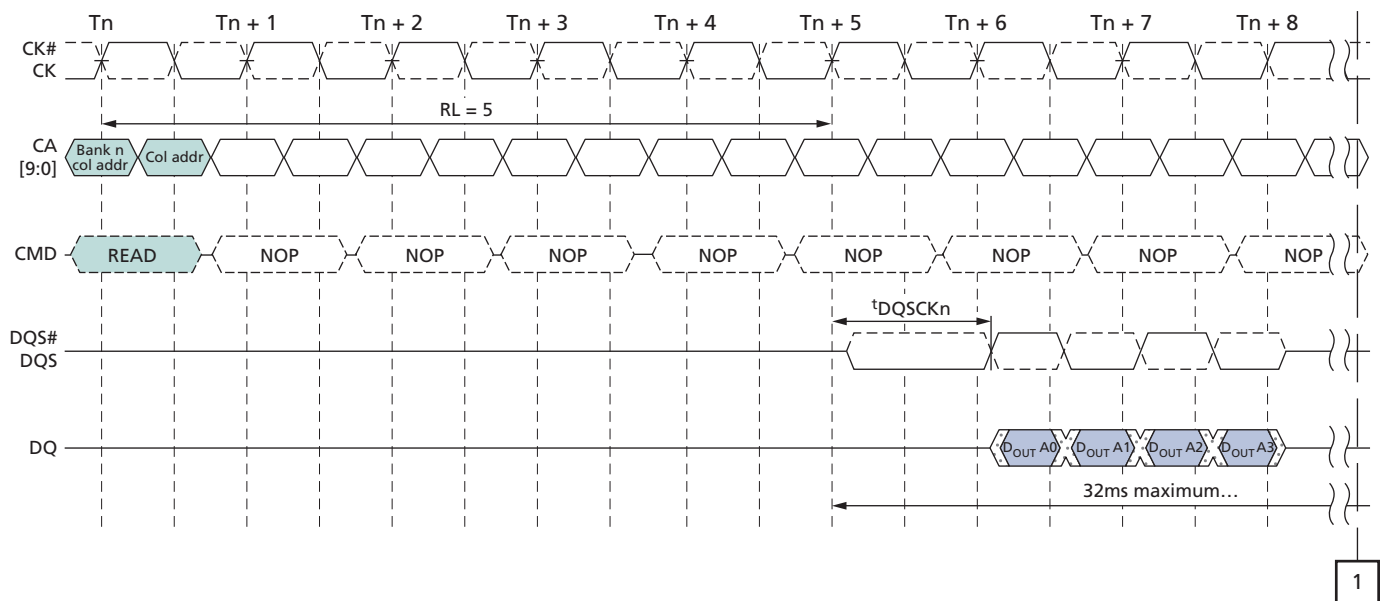 Tn Tn + 1 Tn + 2 Tn + 3 Tn + 4 Tn + 5 Tn + 6 Tn + 7 Tn + 8
CK#
CK
RL = 5
CA
[9:0]
Bank n
col addr
Col addr
CMD READ NOP NOP NOP NOP NOP NOP NOP NOP
tDQSCKn
DQS#
DQS
DQ DOUT A0 DOUT A1 DOUT A2 DOUT A3
32ms maximum…
1